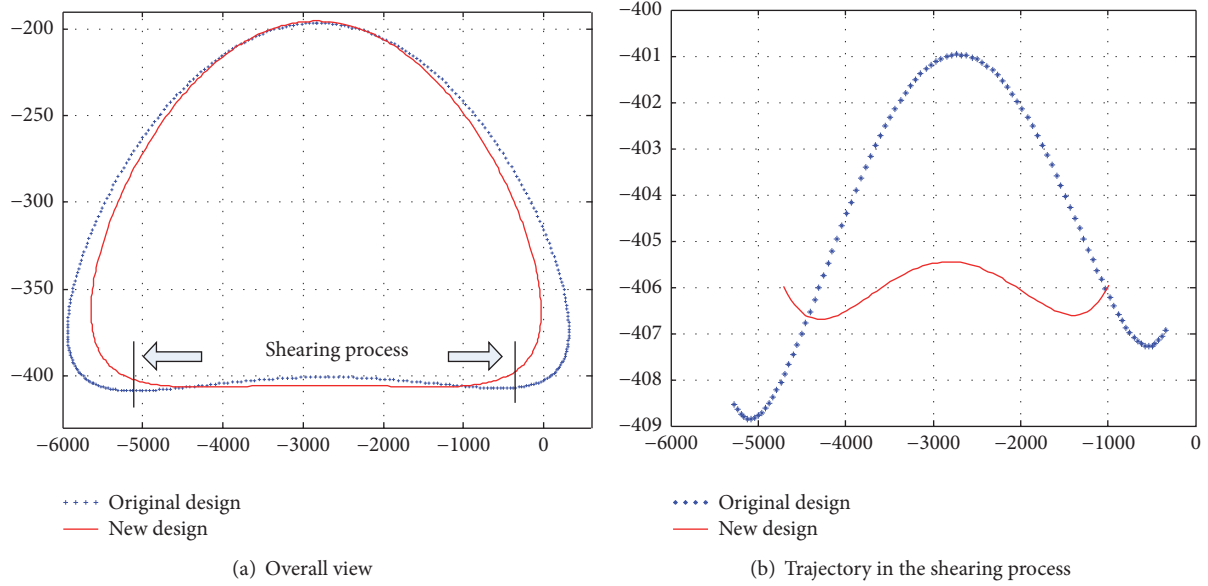 −200
−250
−300
−350
−400
Shearing process
−6000 −5000 −4000 −3000 −2000 −1000 0
Original design
New design
(a) Overall view
−400
−401
−402
−403
−404
−405
−406
−407
−408
−409
−6000 −5000 −4000 −3000 −2000 −1000 0
Original design
New design
(b) Trajectory in the shearing process